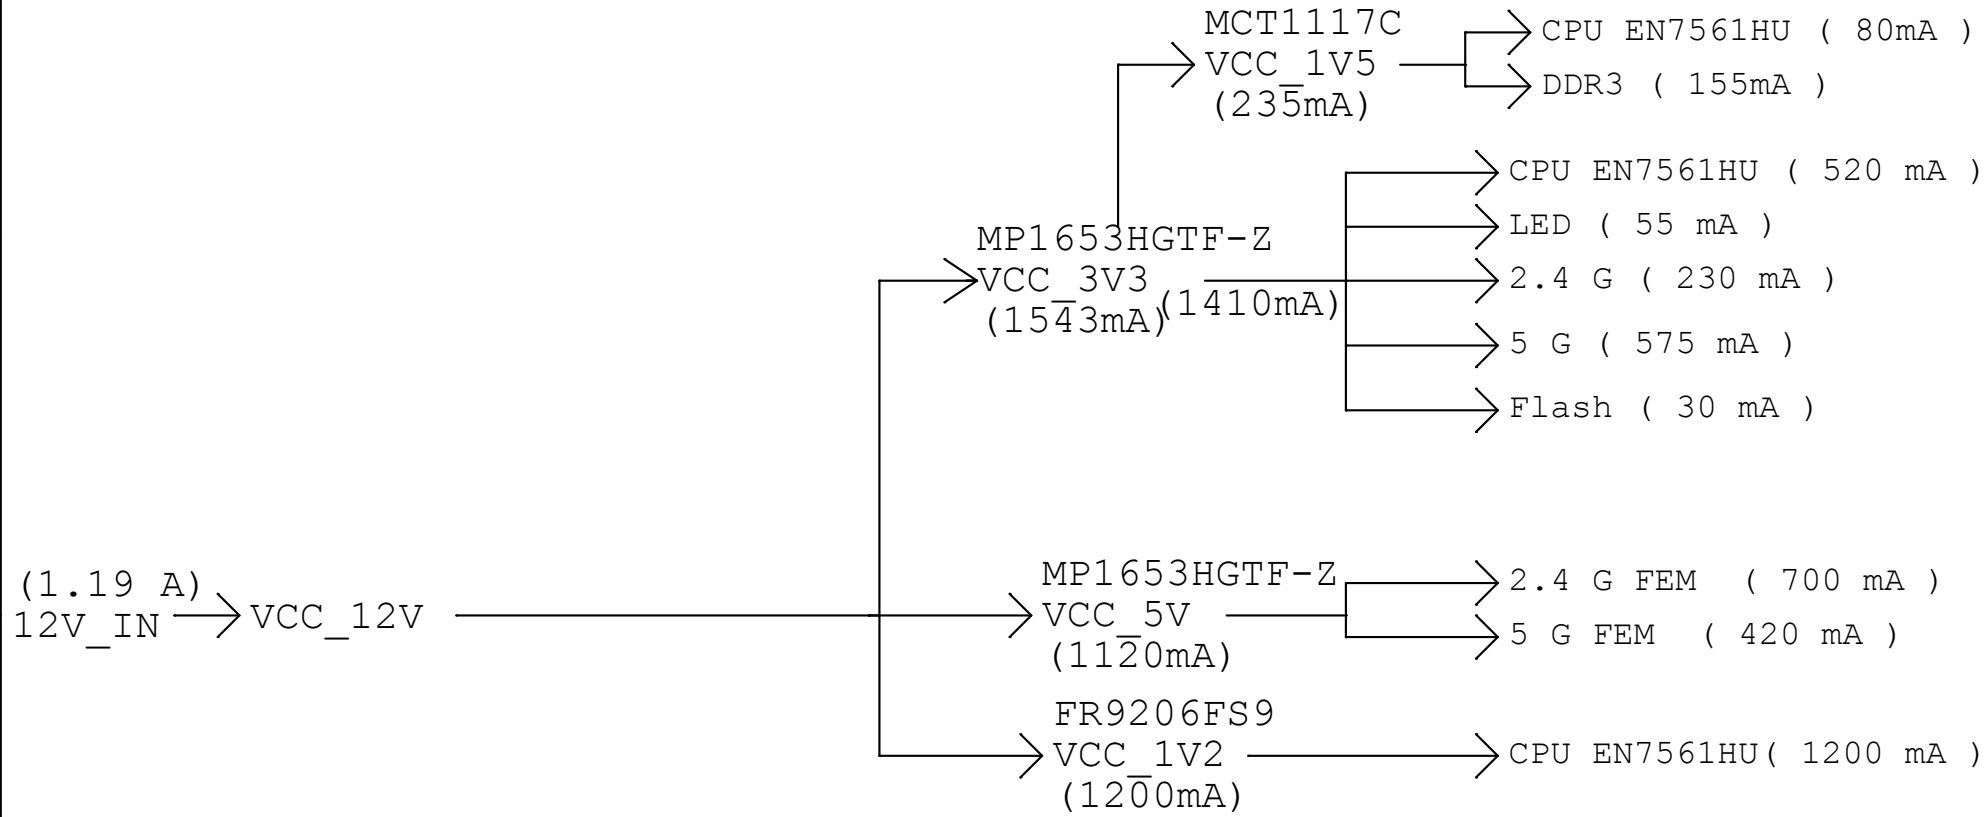 MCT1117C
VCC_1V5
(235mA)
CPU EN7561HU ( 80mA )
DDR3 ( 155mA )
CPU EN7561HU ( 520 mA )
LED ( 55 mA )
MP1653HGTF-Z
VCC_3V3
(1543mA)
(1410mA)
2.4 G ( 230 mA )
5 G ( 575 mA )
Flash ( 30 mA )
(1.19 A)
12V_IN
VCC_12V
MP1653HGTF-Z
VCC_5V
(1120mA)
2.4 G FEM ( 700 mA )
5 G FEM ( 420 mA )
FR9206FS9
VCC_1V2
(1200mA)
CPU EN7561HU( 1200 mA )